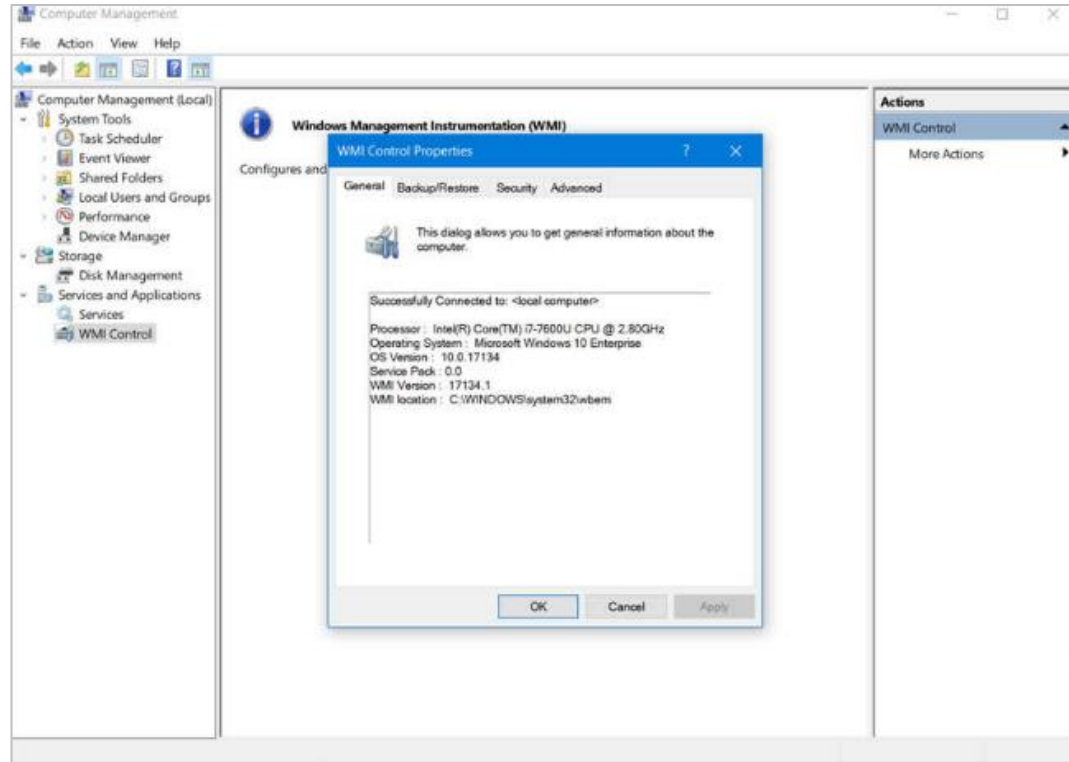 Computer Management
File Action View Help
Computer Management (Local)
System Tools
Task Scheduler
Event Viewer
Shared Folders
Local Users and Groups
Performance
Device Manager
Storage
Disk Management
Services and Applications
Services
WMI Control
Windows Management Instrumentation (WMI)
Configures and
WMI Control Properties
General Backup/Restore Security Advanced
This dialog allows you to get general information about the
computer.
Successfully Connected to: <local computer>
Processor : Intel(R) Core(TM) i7-7600U CPU @ 2.80GHz
Operating System : Microsoft Windows 10 Enterprise
OS Version : 10.0.17134
Service Pack : 0.0
WMI Version : 17134.1
WMI location : C:\WINDOWS\system32\wbem
OK Cancel Apply
Actions
WMI Control
More Actions